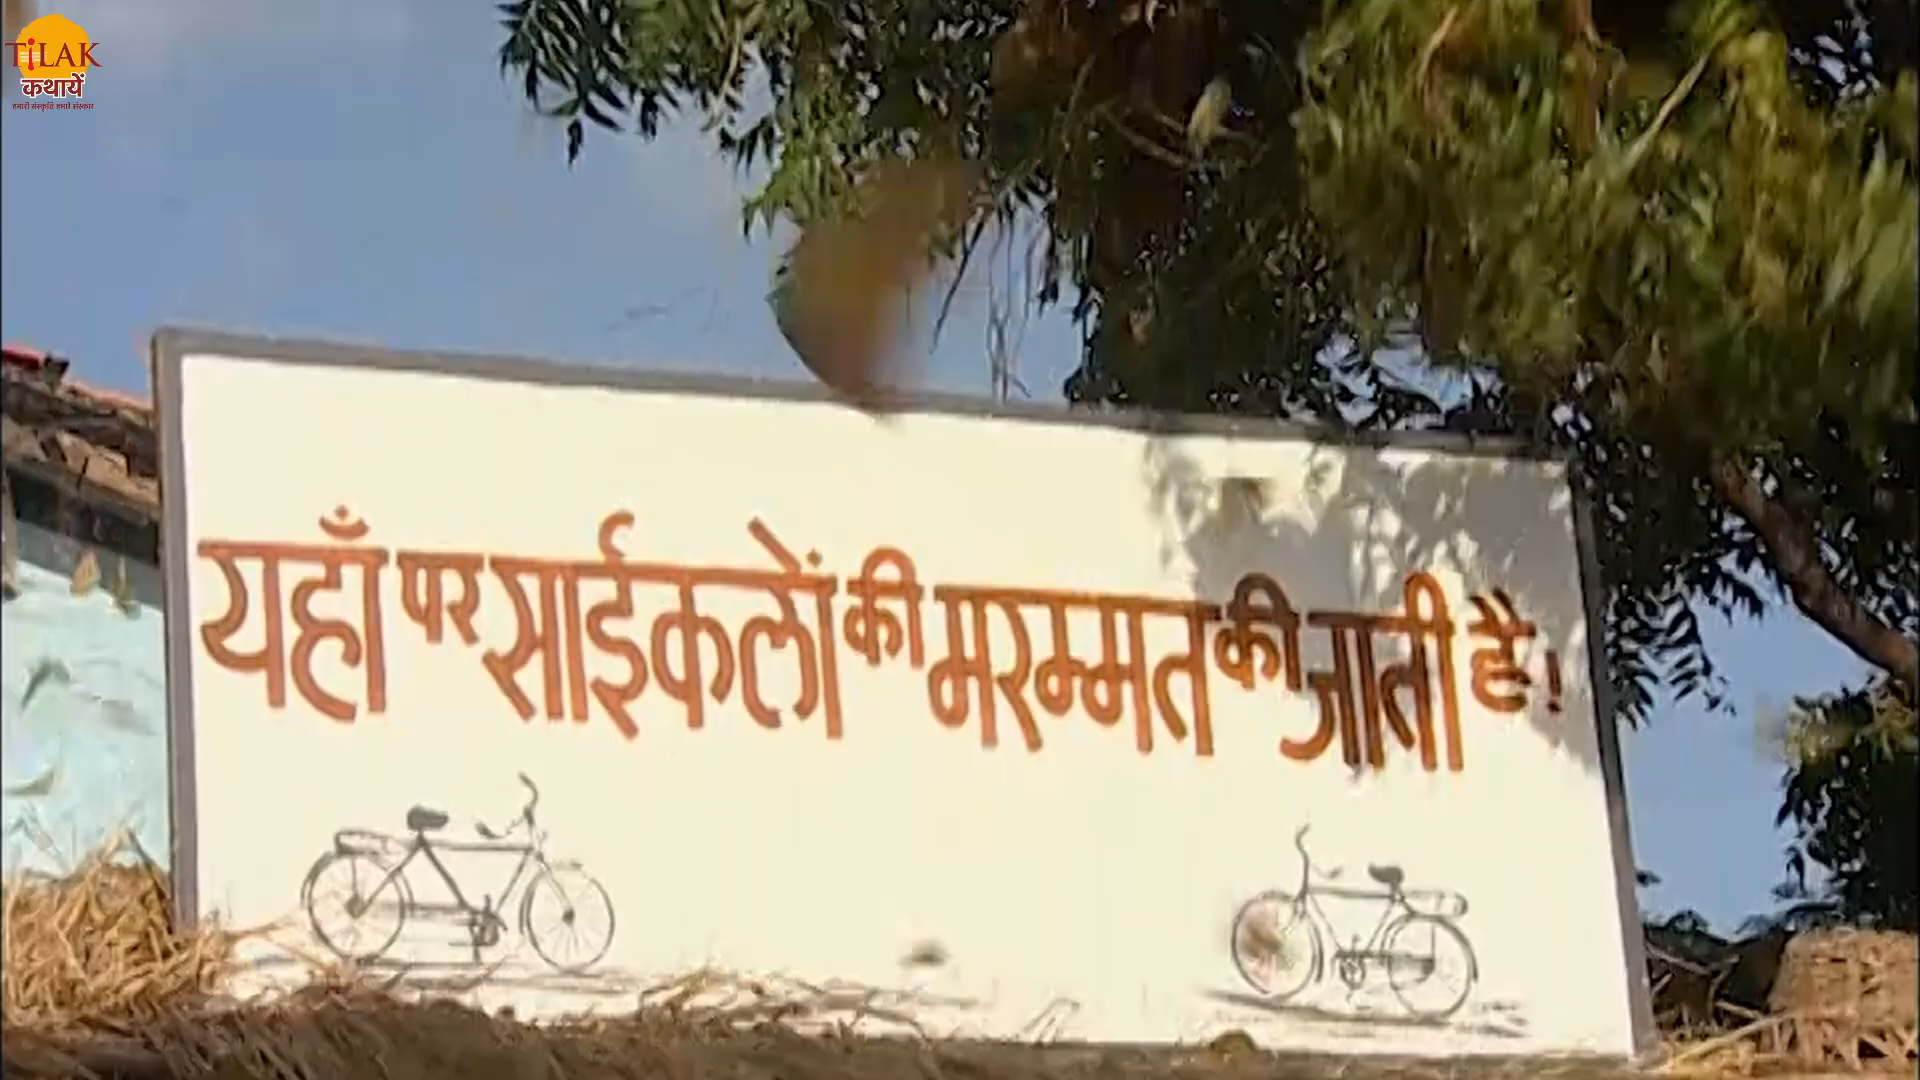 TiLAK
कथायें
हमारी संस्कृति हमारे संस्कार
यहाँ पर साईकलों की मरम्मत की जाती है!